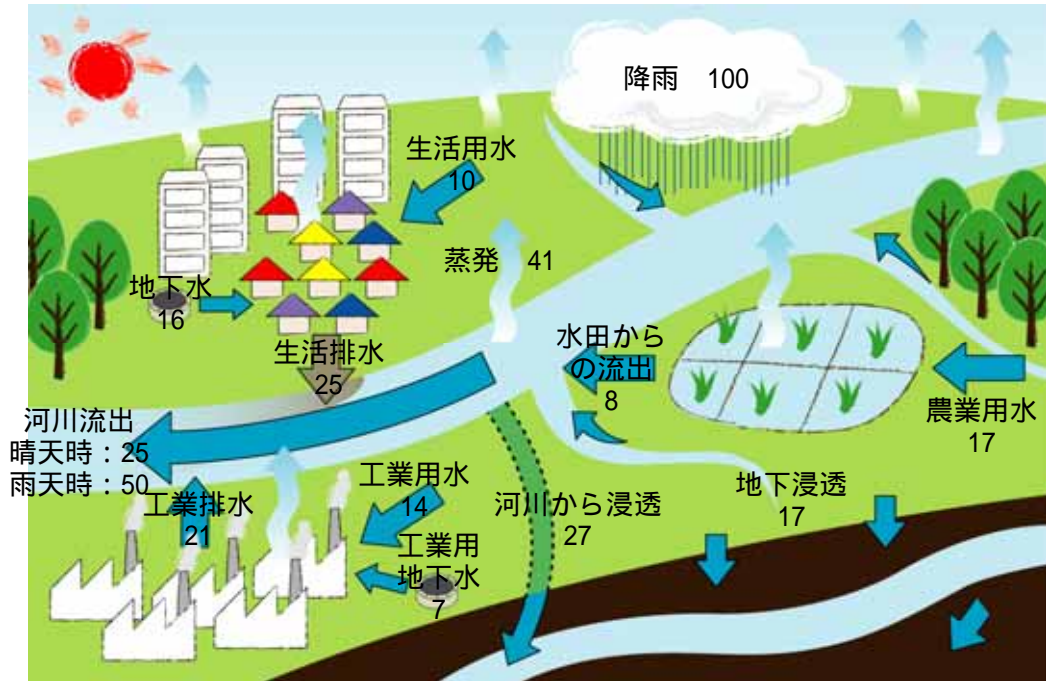 降雨 100
生活用水
10
蒸発 41
地下水
16
生活排水
25
水田から
の流出
8
農業用水
17
河川流出
晴天時：25
雨天時：50
工業排水
21
工業用水
14
工業用
地下水
7
河川から浸透
27
地下浸透
17